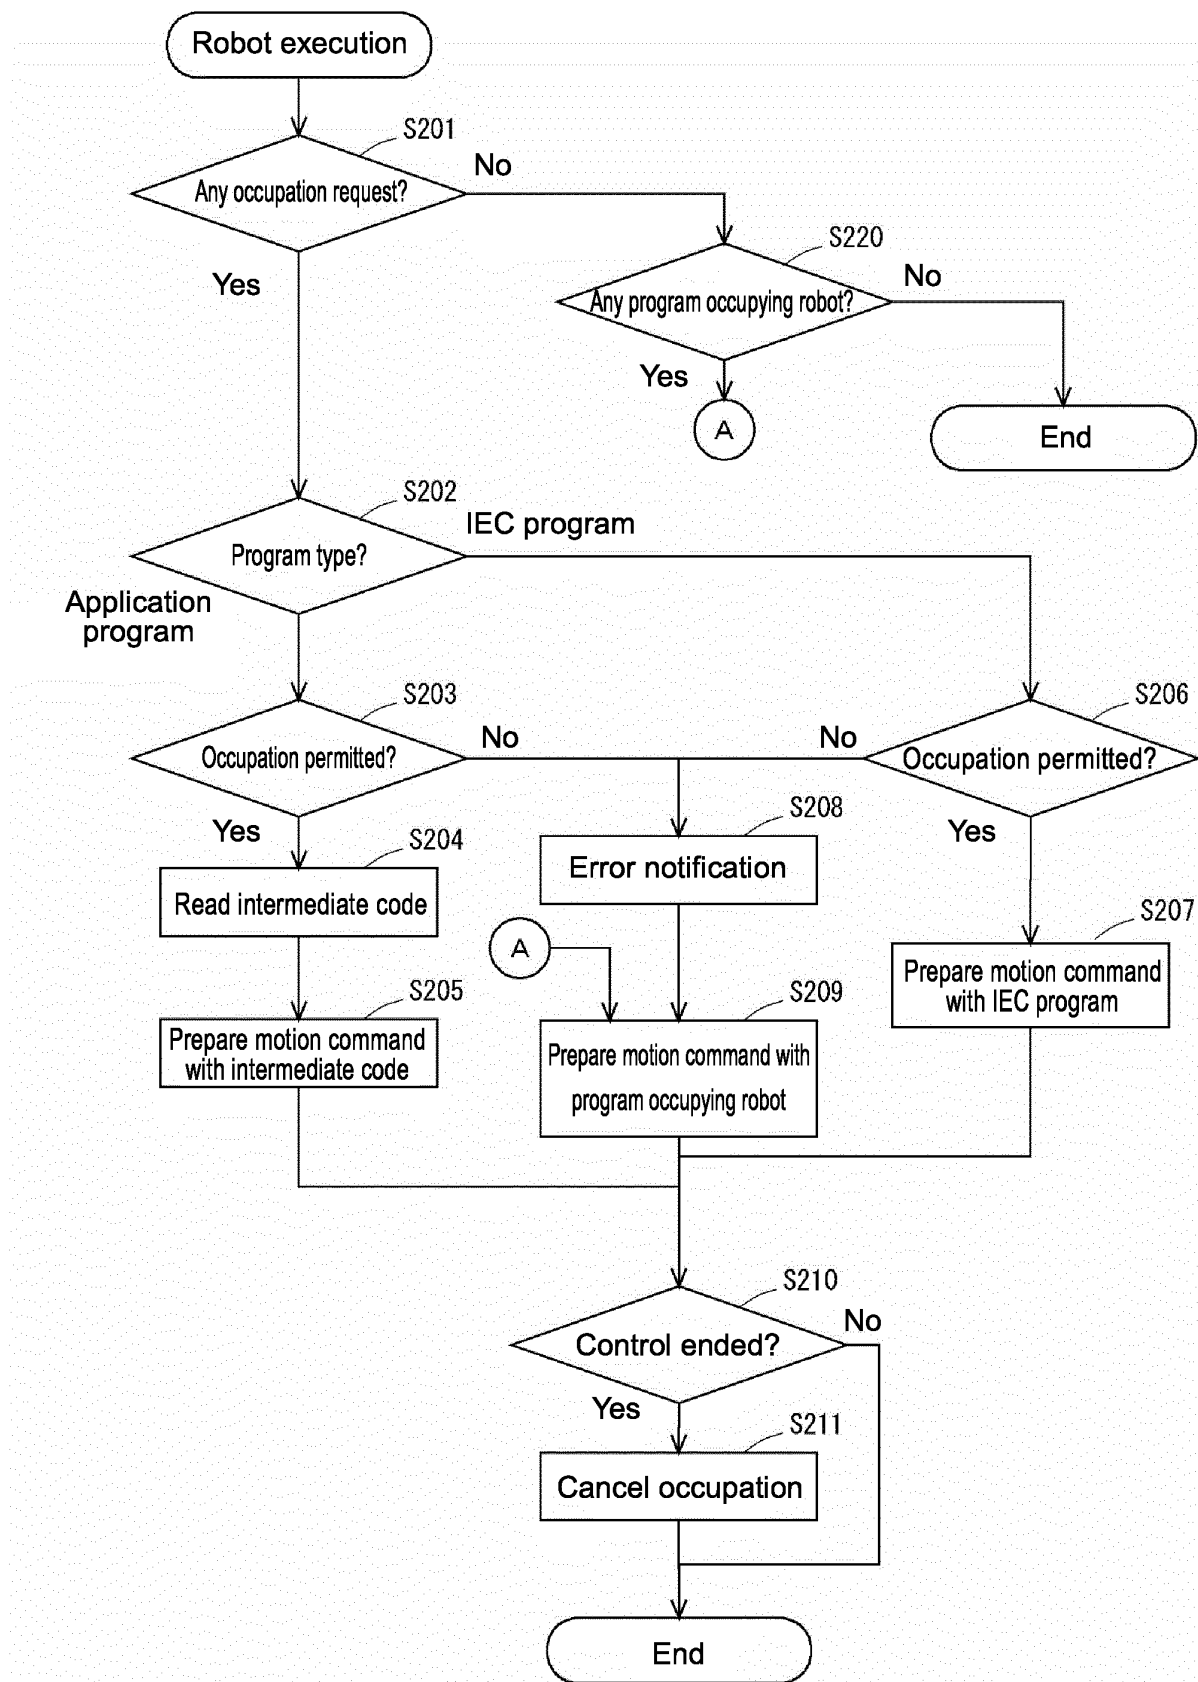 Robot execution
S201
Any occupation request?
No
Yes
S220
Any program occupying robot?
No
Yes
A
End
S202
Program type?
IEC program
Application
program
S203
Occupation permitted?
No
Yes
S206
Occupation permitted?
No
Yes
S204
Read intermediate code
S208
Error notification
S207
Prepare motion command
with IEC program
A
S205
Prepare motion command
with intermediate code
S209
Prepare motion command with
program occupying robot
S210
Control ended?
No
Yes
S211
Cancel occupation
End